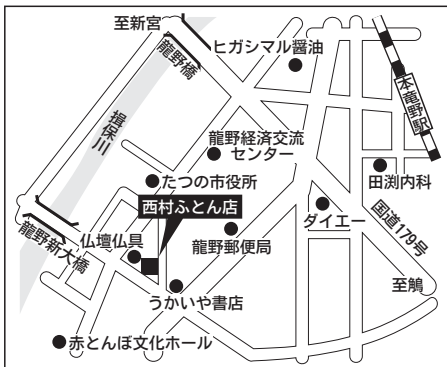 至新宮
龍野橋
ヒガシマル醤油
揖保川
本竜野駅
龍野経済交流
センター
たつの市役所
田渕内科
西村ふとん店
ダイエー
国道179号
龍野新大橋
仏壇仏具
龍野郵便局
至鵤
うかいや書店
赤とんぼ文化ホール